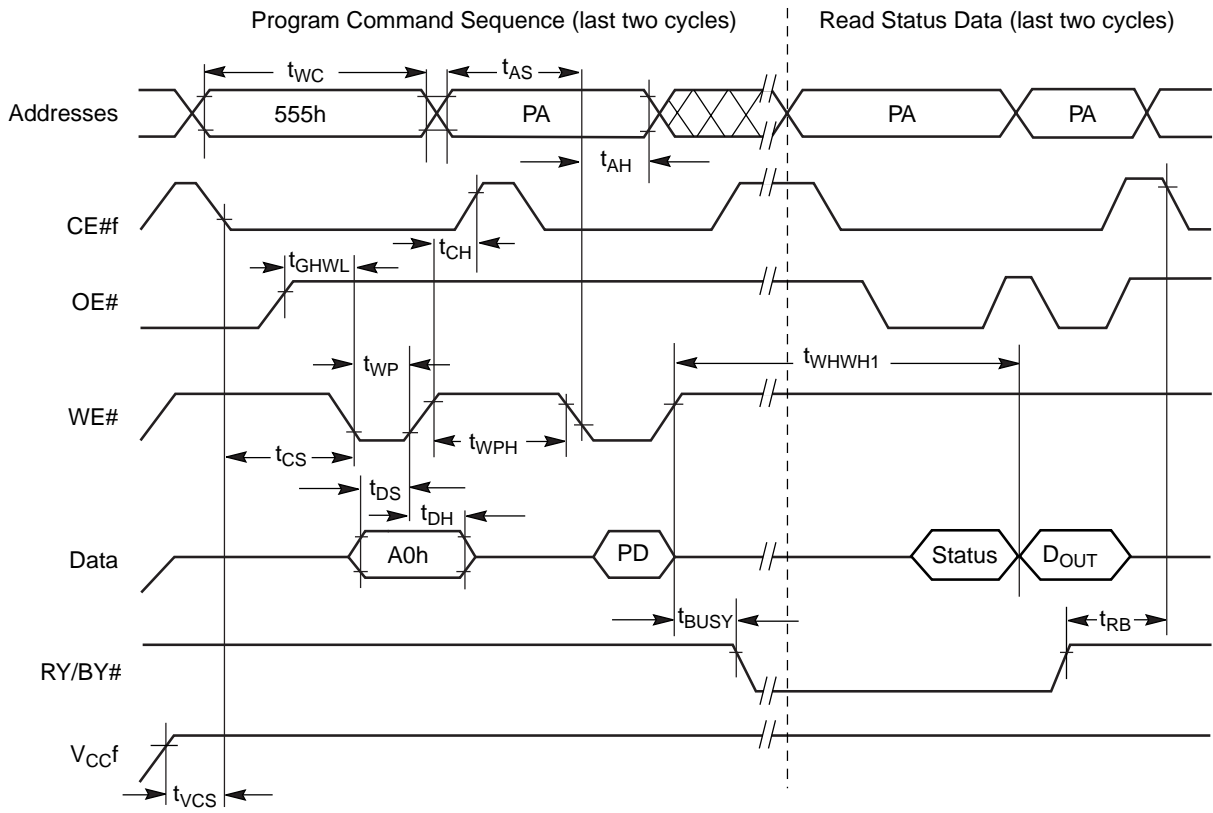 Program Command Sequence (last two cycles) Read Status Data (last two cycles)
tWC tAS
Addresses 555h PA PA PA
tAH
CE#f
tCH
tGHWL
OE#
tWP tWHWH1
WE#
tWPH
tCS
tDS
tDH
Data A0h PD Status DOUT
tBUSY tRB
RY/BY#
VCCf
tVCS